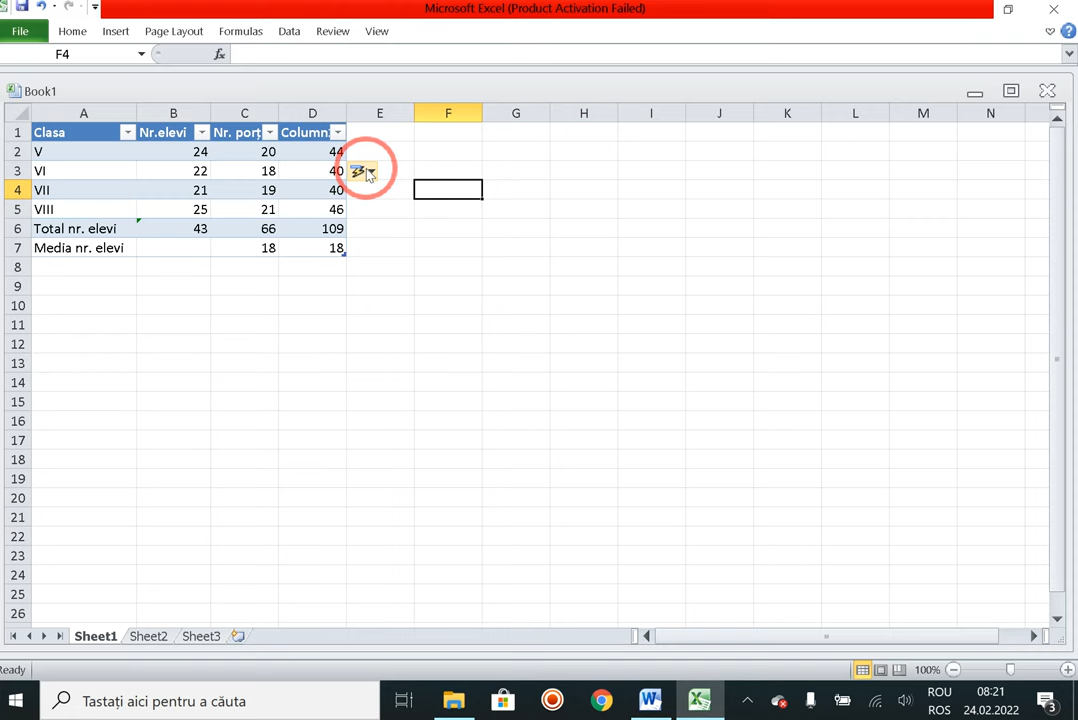 Microsoft Excel (Product Activation Failed)
File Home Insert Page Layout Formulas Data Review View
F4 fx
Book1
A B C D E F G H I J K L M N
1 Clasa Nr.elevi Nr. porț Column
2 V 24 20 44
3 VI 22 18 40
4 VII 21 19 40
5 VIII 25 21 46
6 Total nr. elevi 43 66 109
7 Media nr. elevi 18 18
8
9
10
11
12
13
14
15
16
17
18
19
20
21
22
23
24
25
26
Sheet1 Sheet2 Sheet3
Ready 100%
Tastați aici pentru a căuta
ROU 08:21
ROS 24.02.2022 3